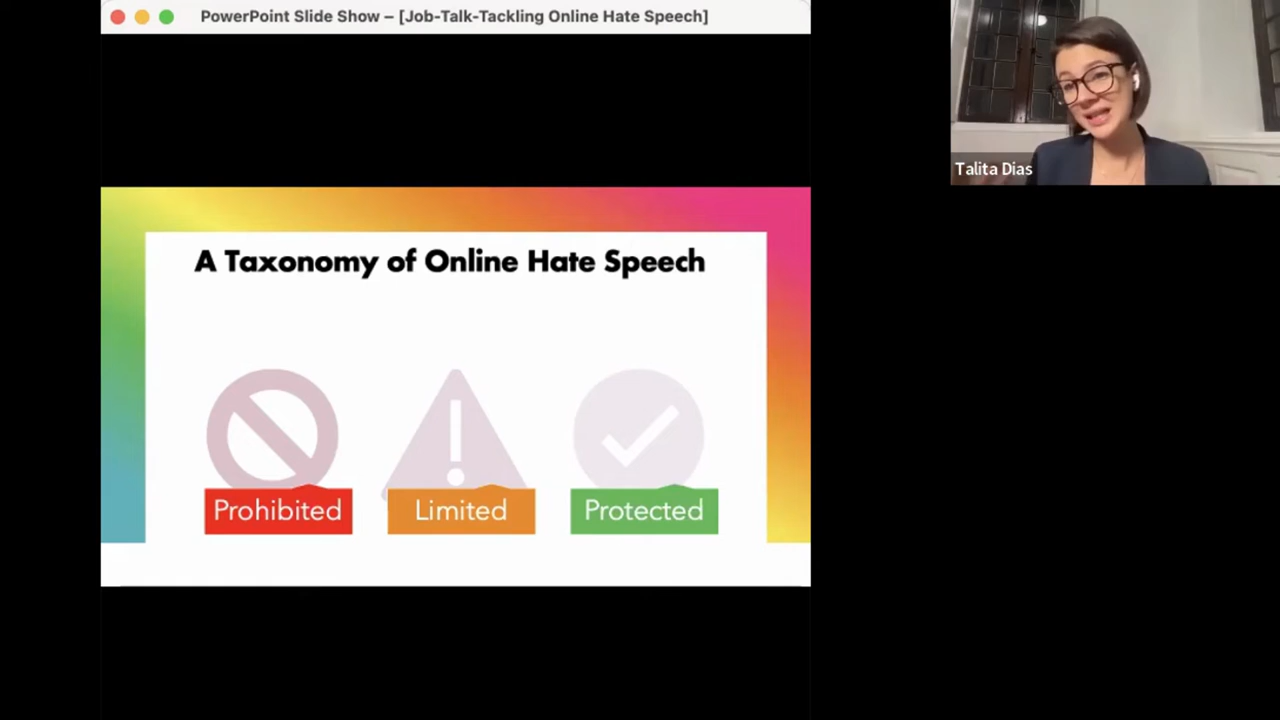 PowerPoint Slide Show – [Job-Talk-Tackling Online Hate Speech]
Talita Dias
A Taxonomy of Online Hate Speech
Prohibited
Limited
Protected